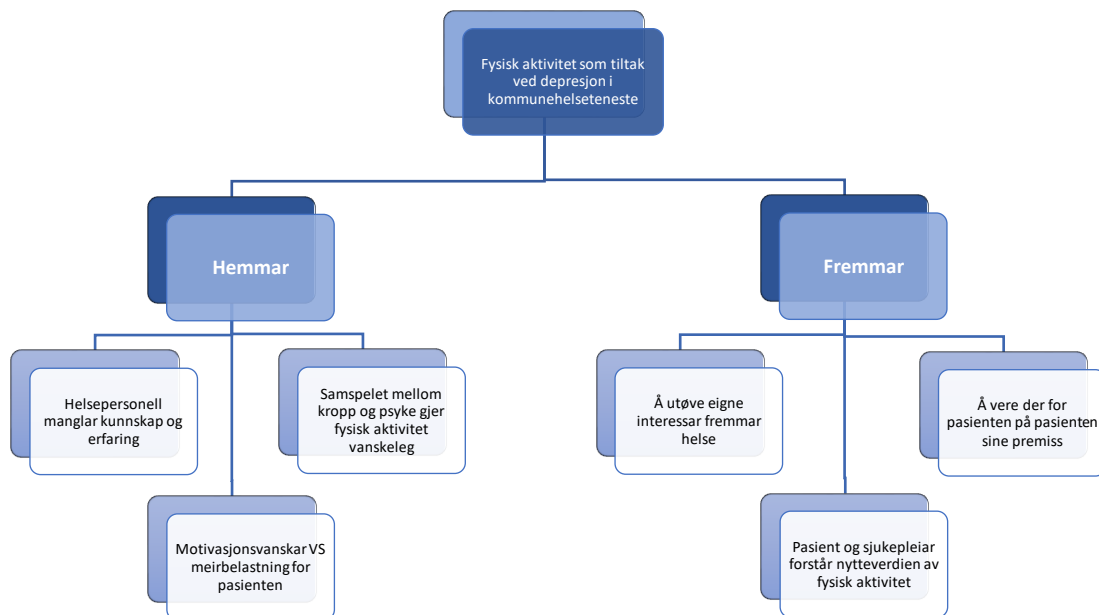 Fysisk aktivitet som tiltak
ved depresjon i
kommunehelseteneste
Hemmar
Fremmar
Helsepersonell
manglar kunnskap og
erfaring
Samspelet mellom
kropp og psyke gjer
fysisk aktivitet
vanskeleg
Motivasjonsvanskar VS
meirbelastning for
pasienten
Å utøve eigne
interessar fremmar
helse
Å vere der for
pasienten på pasienten
sine premiss
Pasient og sjukepleiar
forstår nytteverdien av
fysisk aktivitet